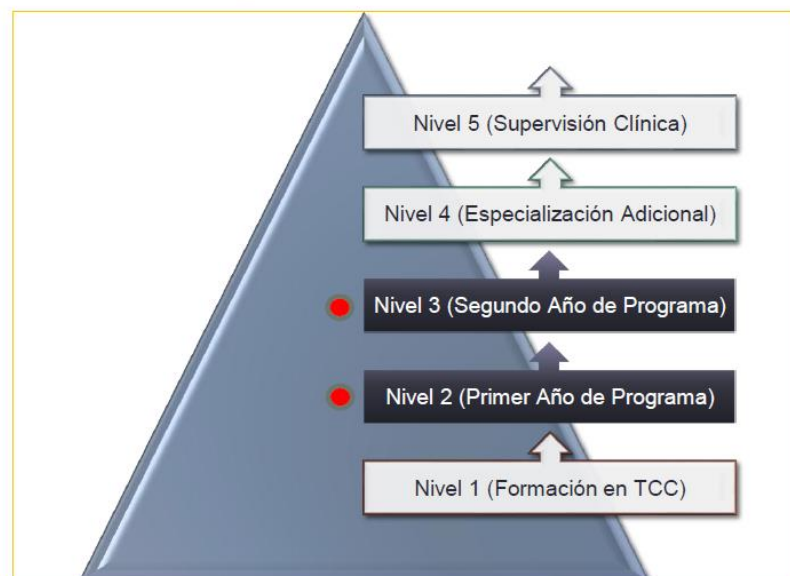 Nivel 5 (Supervisión Clínica)
Nivel 4 (Especialización Adicional)
Nivel 3 (Segundo Año de Programa)
Nivel 2 (Primer Año de Programa)
Nivel 1 (Formación en TCC)